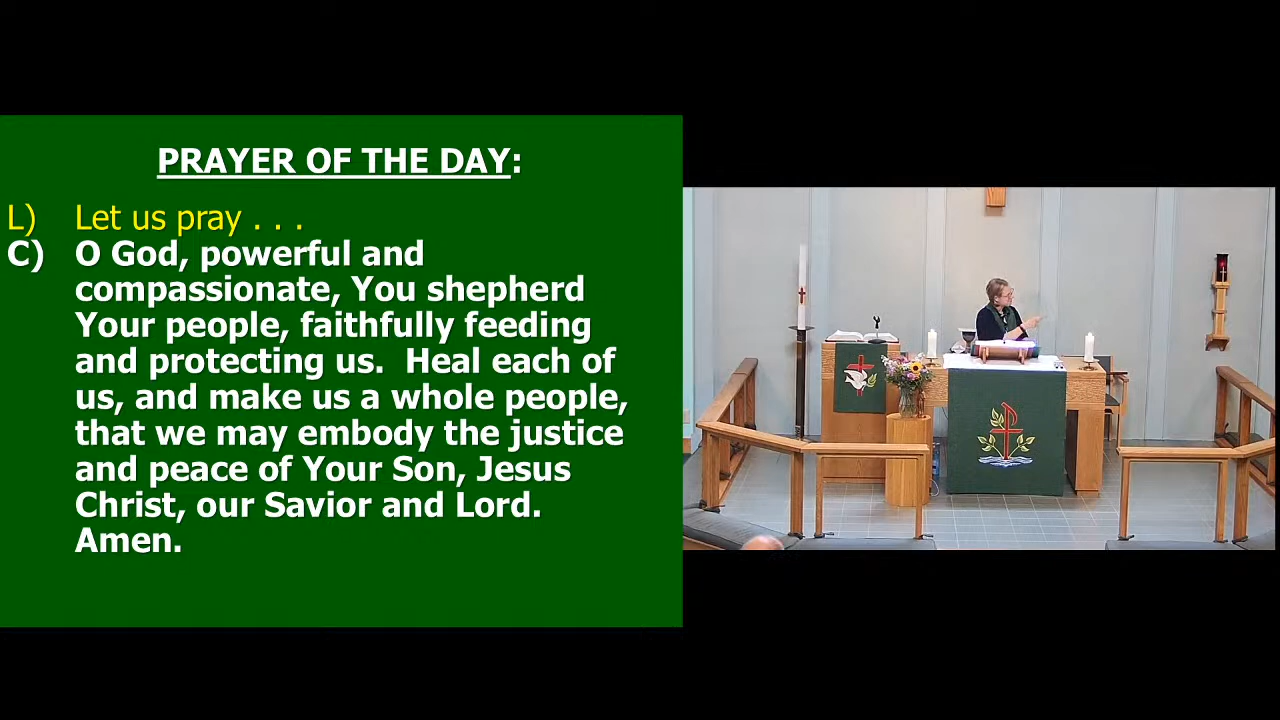 PRAYER OF THE DAY:
L) Let us pray . . .
C) O God, powerful and
compassionate, You shepherd
Your people, faithfully feeding
and protecting us. Heal each of
us, and make us a whole people,
that we may embody the justice
and peace of Your Son, Jesus
Christ, our Savior and Lord.
Amen.